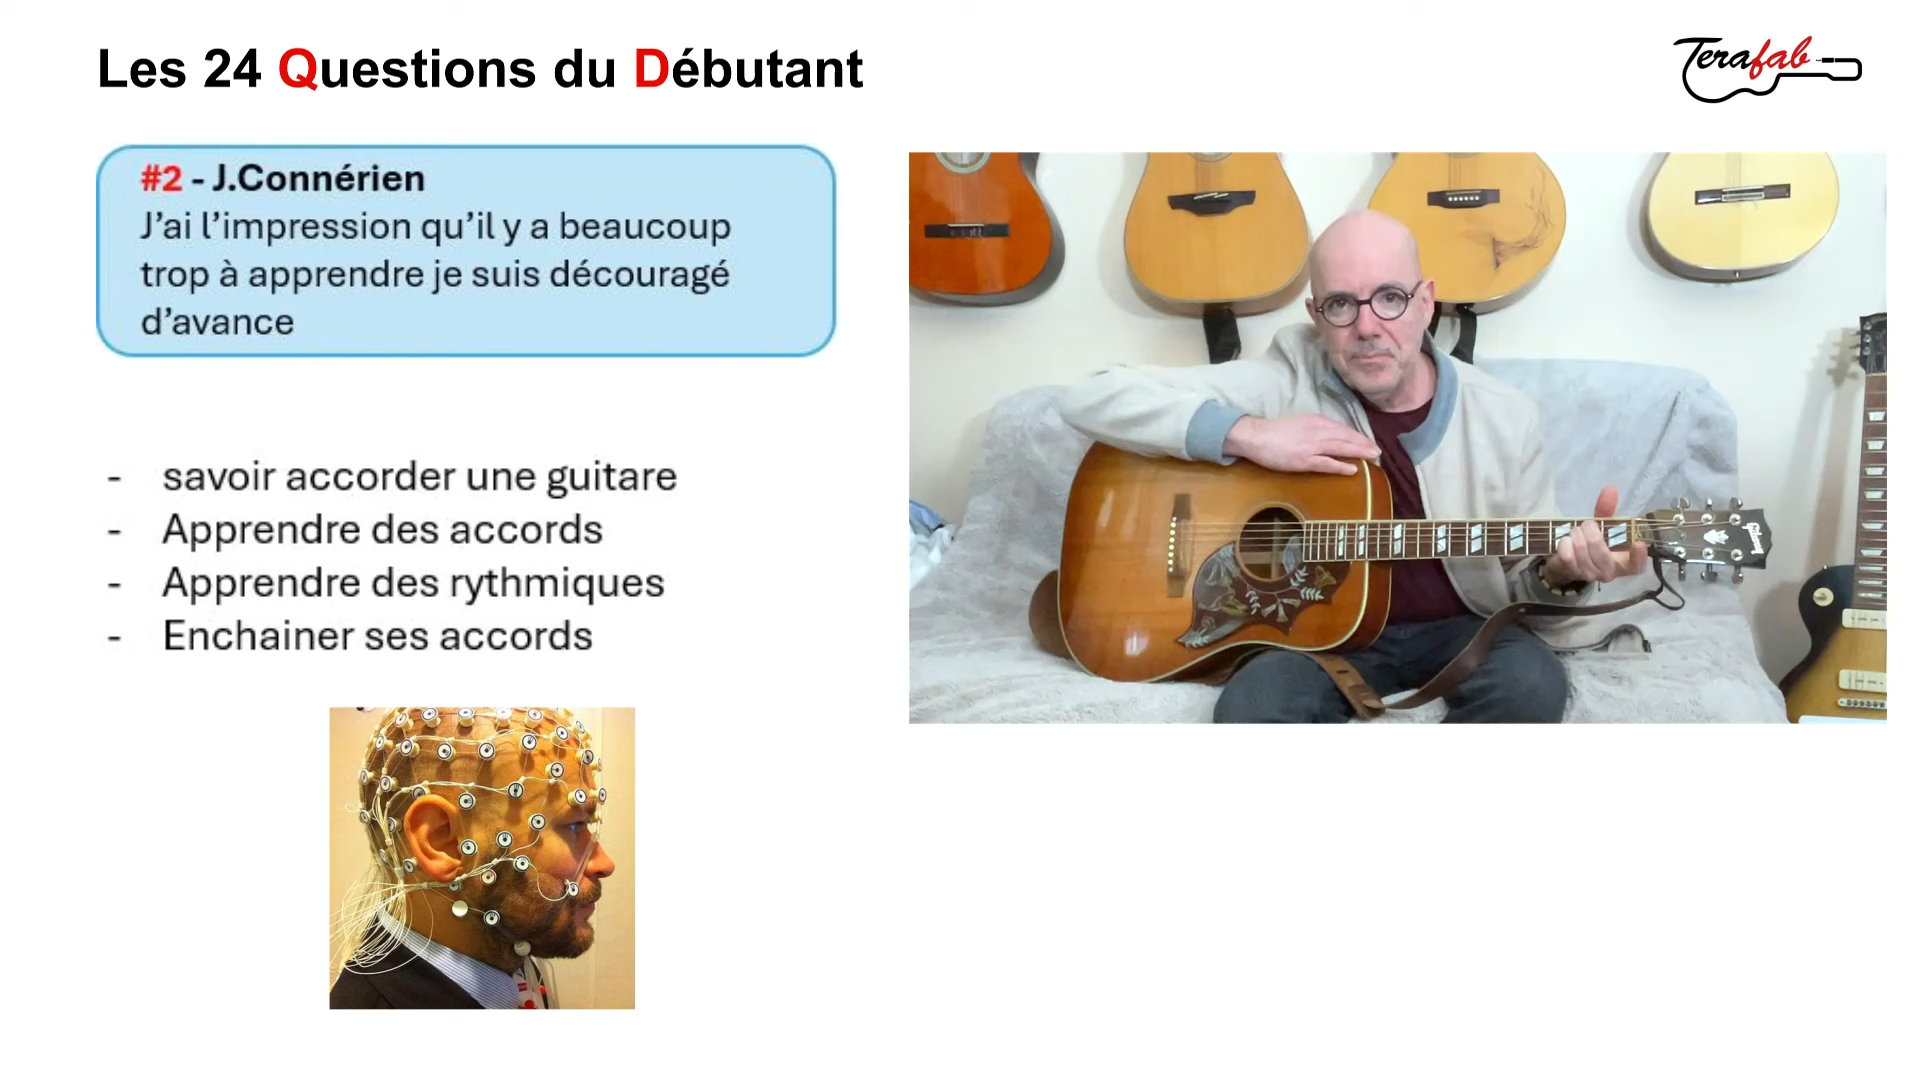 Les 24 Questions du Débutant
Terafab
#2 - J.Connérien
J’ai l’impression qu’il y a beaucoup
trop à apprendre je suis découragé
d’avance
- savoir accorder une guitare
- Apprendre des accords
- Apprendre des rythmiques
- Enchainer ses accords
Gibson